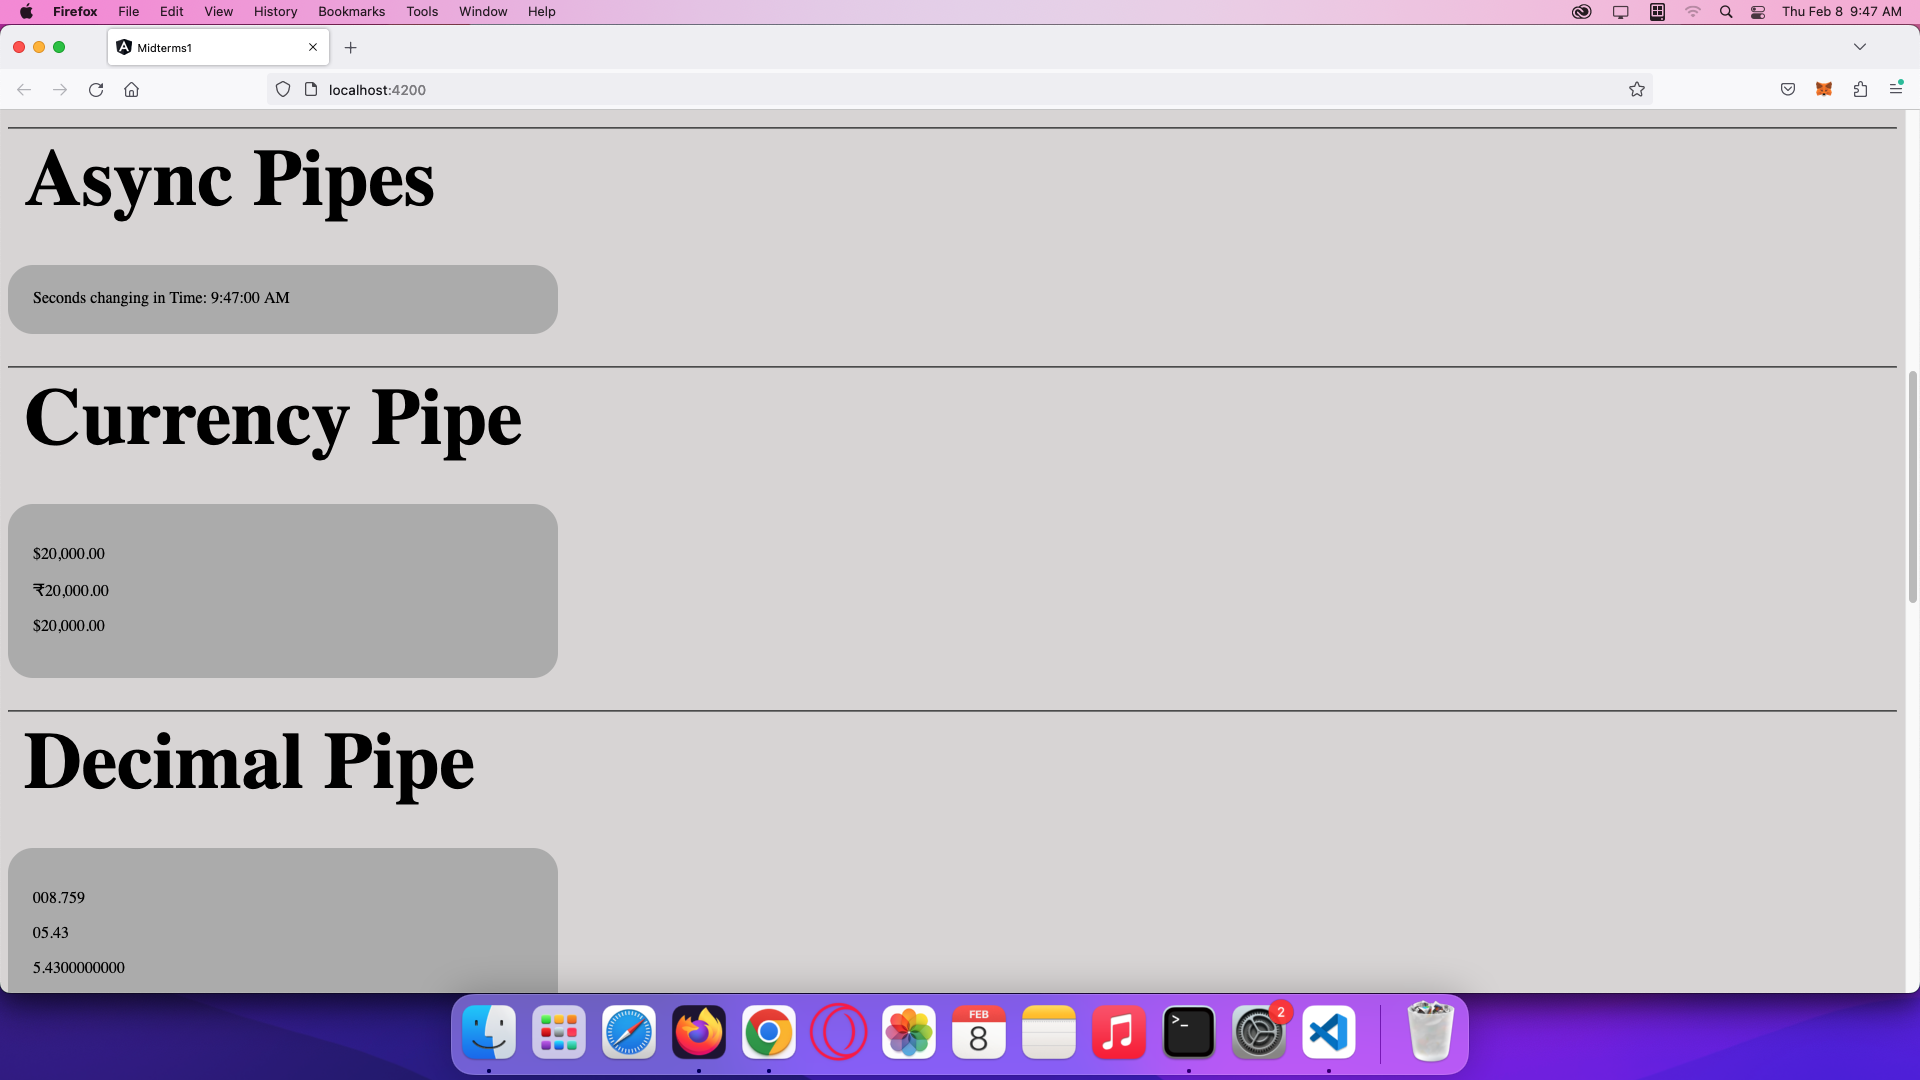 Firefox File Edit View History Bookmarks Tools Window Help Thu Feb 8 9:47 AM
Midterms1
localhost:4200
Async Pipes
Seconds changing in Time: 9:47:00 AM
Currency Pipe
$20,000.00
₹20,000.00
$20,000.00
Decimal Pipe
008.759
05.43
5.4300000000
FEB
8
2